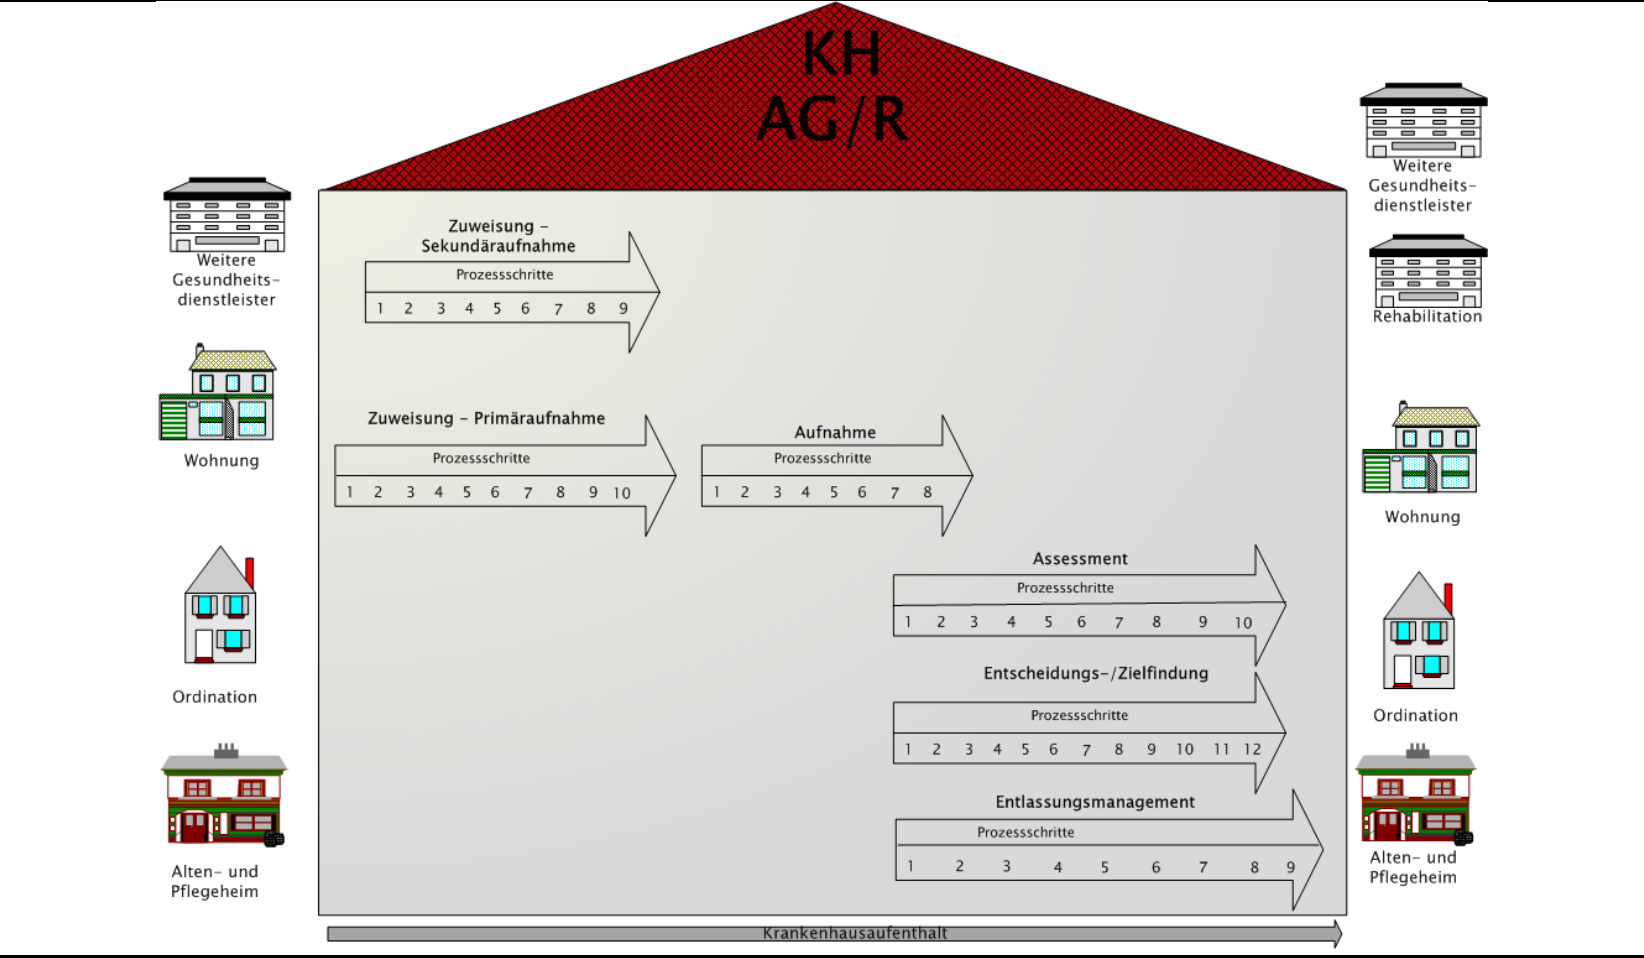 KH
AG/R
Weitere
Gesundheits-
dienstleister
Wohnung
Ordination
Alten- und
Pflegeheim
Zuweisung -
Sekundäraufnahme
Prozessschritte
1 2 3 4 5 6 7 8 9
Zuweisung - Primäraufnahme
Prozessschritte
1 2 3 4 5 6 7 8 9 10
Aufnahme
Prozessschritte
1 2 3 4 5 6 7 8
Assessment
Prozessschritte
1 2 3 4 5 6 7 8 9 10
Entscheidungs-/Zielfindung
Prozessschritte
1 2 3 4 5 6 7 8 9 10 11 12
Entlassungsmanagement
Prozessschritte
1 2 3 4 5 6 7 8 9
Weitere
Gesundheits-
dienstleister
Rehabilitation
Wohnung
Ordination
Alten- und
Pflegeheim
Krankenhausaufenthalt